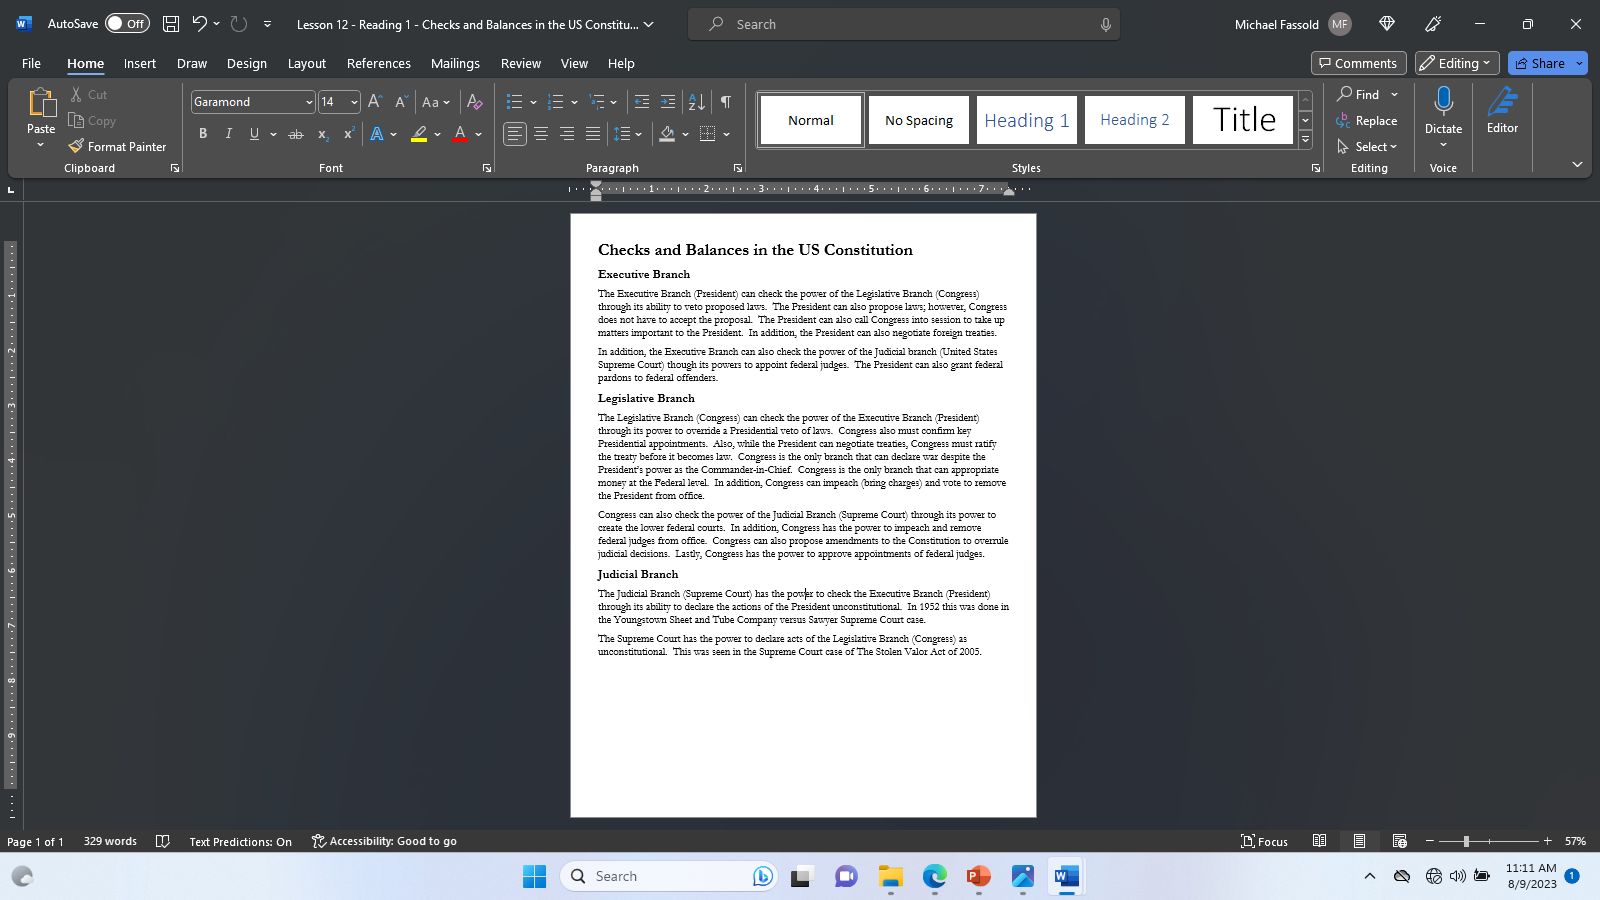 AutoSave Off Lesson 12 - Reading 1 - Checks and Balances in the US Constitu... Search Michael Fassold MF
File Home Insert Draw Design Layout References Mailings Review View Help Comments Editing Share
Paste Cut Copy Format Painter Clipboard
Garamond 14 Font
Paragraph
Normal No Spacing Heading 1 Heading 2 Title Styles
Find Replace Select Editing
Dictate Voice
Editor
1 2 3 4 5 6 7
Checks and Balances in the US Constitution
Executive Branch
The Executive Branch (President) can check the power of the Legislative Branch (Congress)
through its ability to veto proposed laws.  The President can also propose laws; however, Congress
does not have to accept the proposal.  The President can also call Congress into session to take up
matters important to the President.  In addition, the President can also negotiate foreign treaties.
In addition, the Executive Branch can also check the power of the Judicial branch (United States
Supreme Court) though its powers to appoint federal judges.  The President can also grant federal
pardons to federal offenders.
Legislative Branch
The Legislative Branch (Congress) can check the power of the Executive Branch (President)
through its power to override a Presidential veto of laws.  Congress also must confirm key
Presidential appointments.  Also, while the President can negotiate treaties, Congress must ratify
the treaty before it becomes law.  Congress is the only branch that can declare war despite the
President's power as the Commander-in-Chief.  Congress is the only branch that can appropriate
money at the Federal level.  In addition, Congress can impeach (bring charges) and vote to remove
the President from office.
Congress can also check the power of the Judicial Branch (Supreme Court) through its power to
create the lower federal courts.  In addition, Congress has the power to impeach and remove
federal judges from office.  Congress can also propose amendments to the Constitution to overrule
judicial decisions.  Lastly, Congress has the power to approve appointments of federal judges.
Judicial Branch
The Judicial Branch (Supreme Court) has the power to check the Executive Branch (President)
through its ability to declare the actions of the President unconstitutional.  In 1952 this was done in
the Youngstown Sheet and Tube Company versus Sawyer Supreme Court case.
The Supreme Court has the power to declare acts of the Legislative Branch (Congress) as
unconstitutional.  This was seen in the Supreme Court case of The Stolen Valor Act of 2005.
Page 1 of 1 329 words Text Predictions: On Accessibility: Good to go Focus 57%
Search 11:11 AM
8/9/2023 1